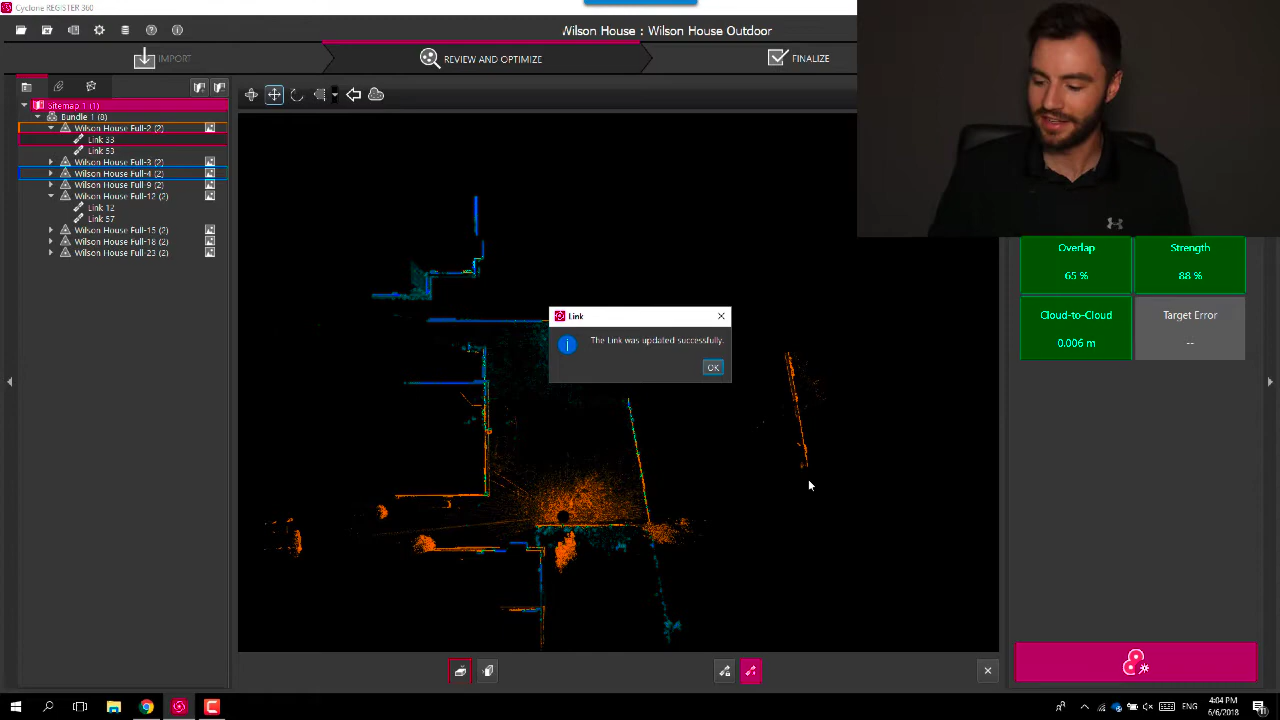 Cyclone REGISTER 360
Wilson House : Wilson House Outdoor
IMPORT
REVIEW AND OPTIMIZE
FINALIZE
Sitemap 1 (1)
Bundle 1 (8)
Wilson House Full-2 (2)
Link 33
Link 53
Wilson House Full-3 (2)
Wilson House Full-4 (2)
Wilson House Full-9 (2)
Wilson House Full-12 (2)
Link 12
Link 57
Wilson House Full-15 (2)
Wilson House Full-18 (2)
Wilson House Full-23 (2)
Link
The Link was updated successfully.
OK
Overlap
65 %
Strength
88 %
Cloud-to-Cloud
0.006 m
Target Error
--
ENG
4:04 PM
6/6/2018